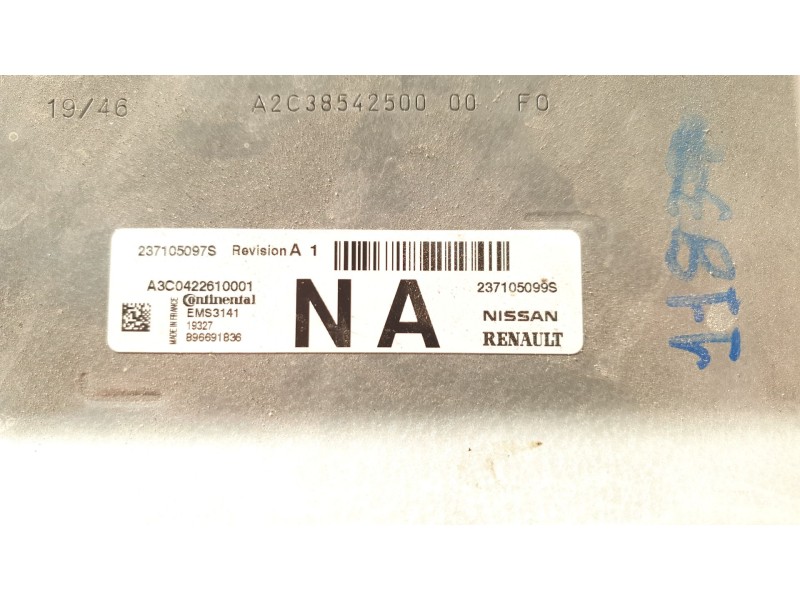 19/46 A2C38542500 00 F0
237105097S Revision A 1
A3C0422610001
Continental
EMS3141
19327
B96691836
MADE IN FRANCE
NA
237105099S
NISSAN
RENAULT